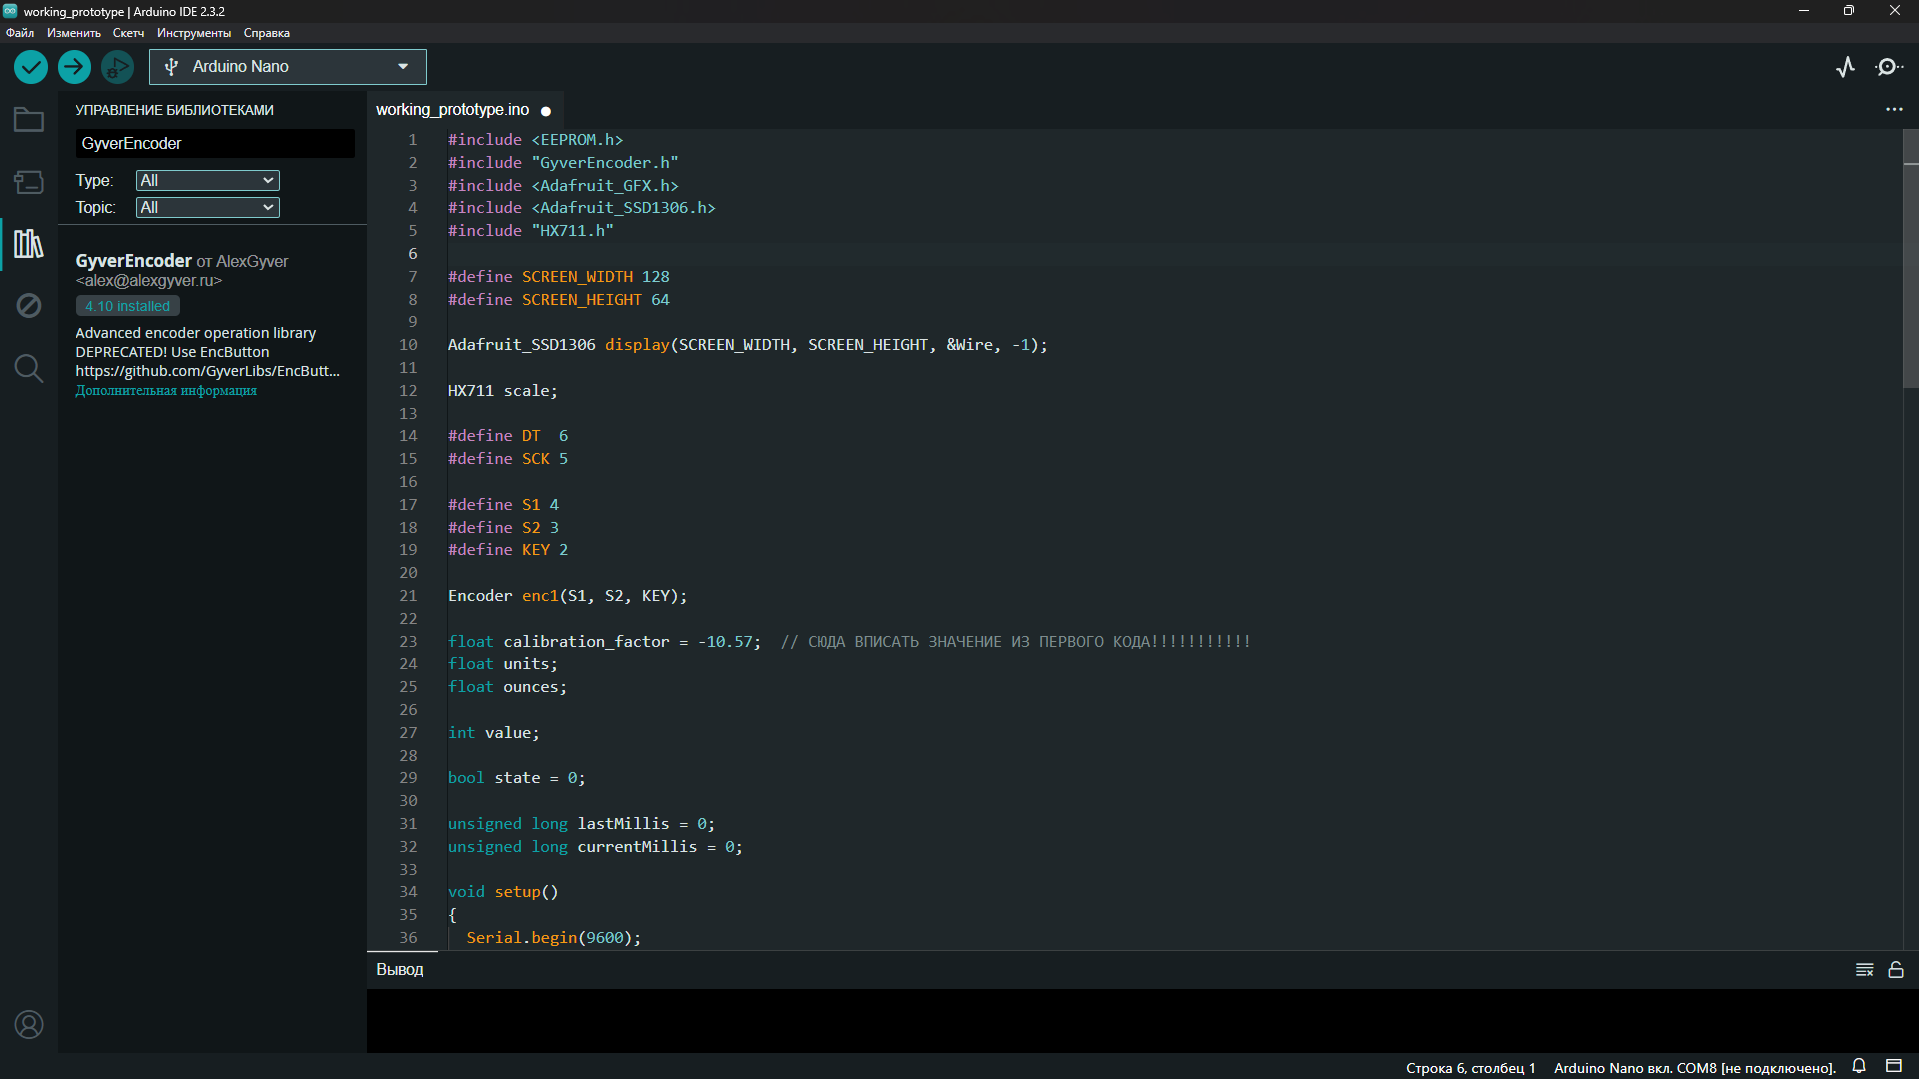 working_prototype | Arduino IDE 2.3.2
Файл Изменить Скетч Инструменты Справка
Arduino Nano
УПРАВЛЕНИЕ БИБЛИОТЕКАМИ
GyverEncoder
Type: All
Topic: All
GyverEncoder от AlexGyver
<alex@alexgyver.ru>
4.10 installed
Advanced encoder operation library
DEPRECATED! Use EncButton
https://github.com/GyverLibs/EncButt...
Дополнительная информация
working_prototype.ino
1 #include <EEPROM.h>
2 #include "GyverEncoder.h"
3 #include <Adafruit_GFX.h>
4 #include <Adafruit_SSD1306.h>
5 #include "HX711.h"
6
7 #define SCREEN_WIDTH 128
8 #define SCREEN_HEIGHT 64
9
10 Adafruit_SSD1306 display(SCREEN_WIDTH, SCREEN_HEIGHT, &Wire, -1);
11
12 HX711 scale;
13
14 #define DT  6
15 #define SCK 5
16
17 #define S1 4
18 #define S2 3
19 #define KEY 2
20
21 Encoder enc1(S1, S2, KEY);
22
23 float calibration_factor = -10.57;  // СЮДА ВПИСАТЬ ЗНАЧЕНИЕ ИЗ ПЕРВОГО КОДА!!!!!!!!!!!
24 float units;
25 float ounces;
26
27 int value;
28
29 bool state = 0;
30
31 unsigned long lastMillis = 0;
32 unsigned long currentMillis = 0;
33
34 void setup()
35 {
36   Serial.begin(9600);
Вывод
Строка 6, столбец 1 Arduino Nano вкл. COM8 [не подключено].